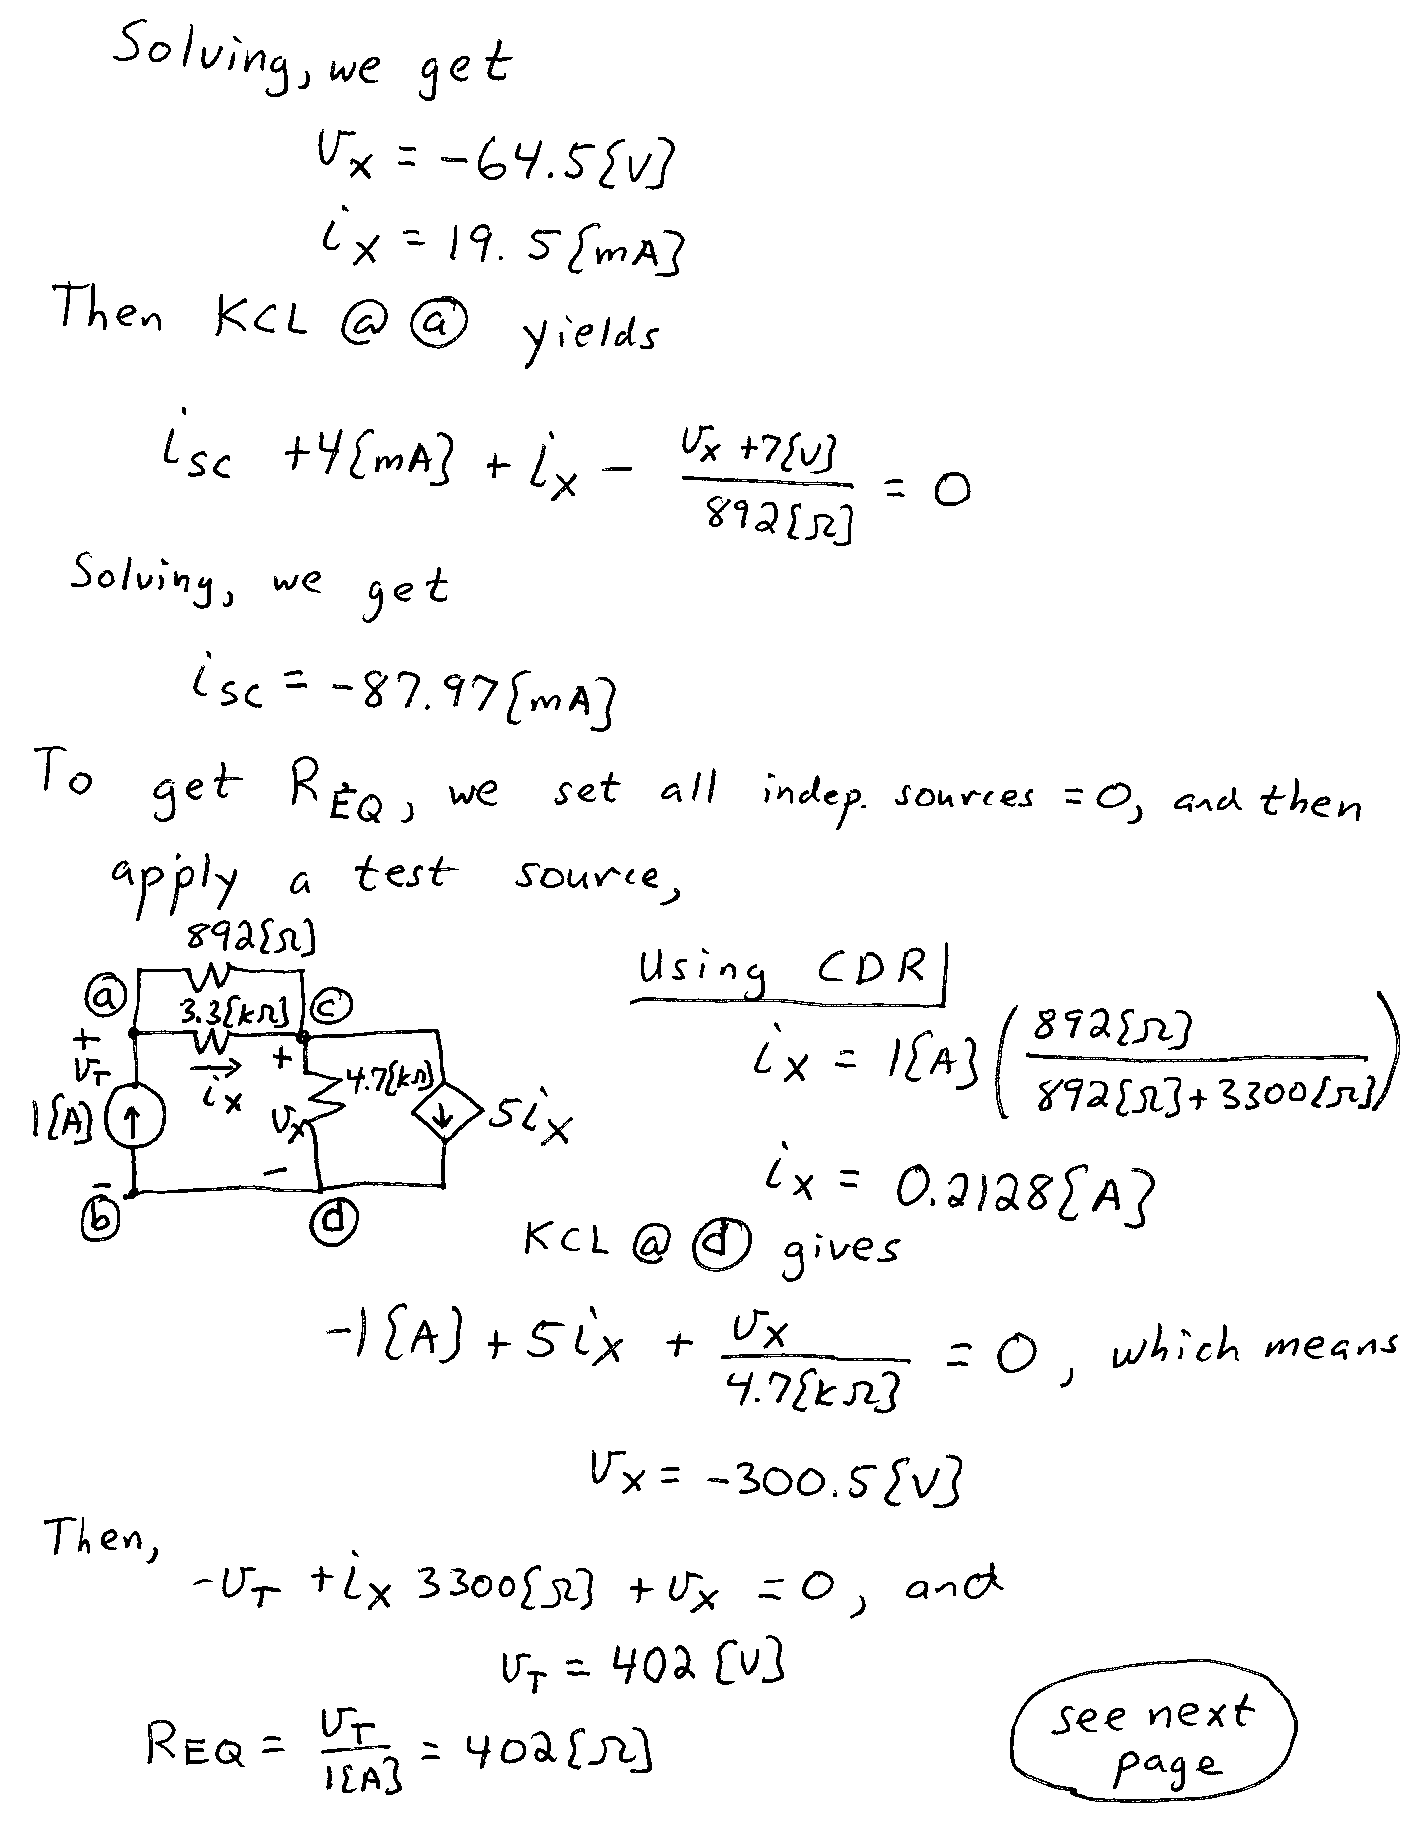 Solving, we get
vx = -64.5{V}
ix = 19.5{mA}
Then KCL @ ⓐ yields
isc + 4{mA} + ix - (vx + 7{V})/(892{Ω}) = 0
Solving, we get
isc = -87.97{mA}
To get REQ, we set all indep. sources = 0, and then
apply a test source,
892{Ω}
ⓐ 3.3{kΩ} ⓒ
+ vT -
ix
1{A}
+ vx -
4.7{kΩ}
5ix
ⓑ ⓓ
Using CDR
ix = 1{A} (892{Ω}/(892{Ω} + 3300{Ω}))
ix = 0.2128{A}
KCL @ ⓓ gives
-1{A} + 5ix + vx/(4.7{kΩ}) = 0, which means
vx = -300.5{V}
Then,
-vT + ix 3300{Ω} + vx = 0, and
vT = 402{V}
REQ = vT/1{A} = 402{Ω}
see next
page